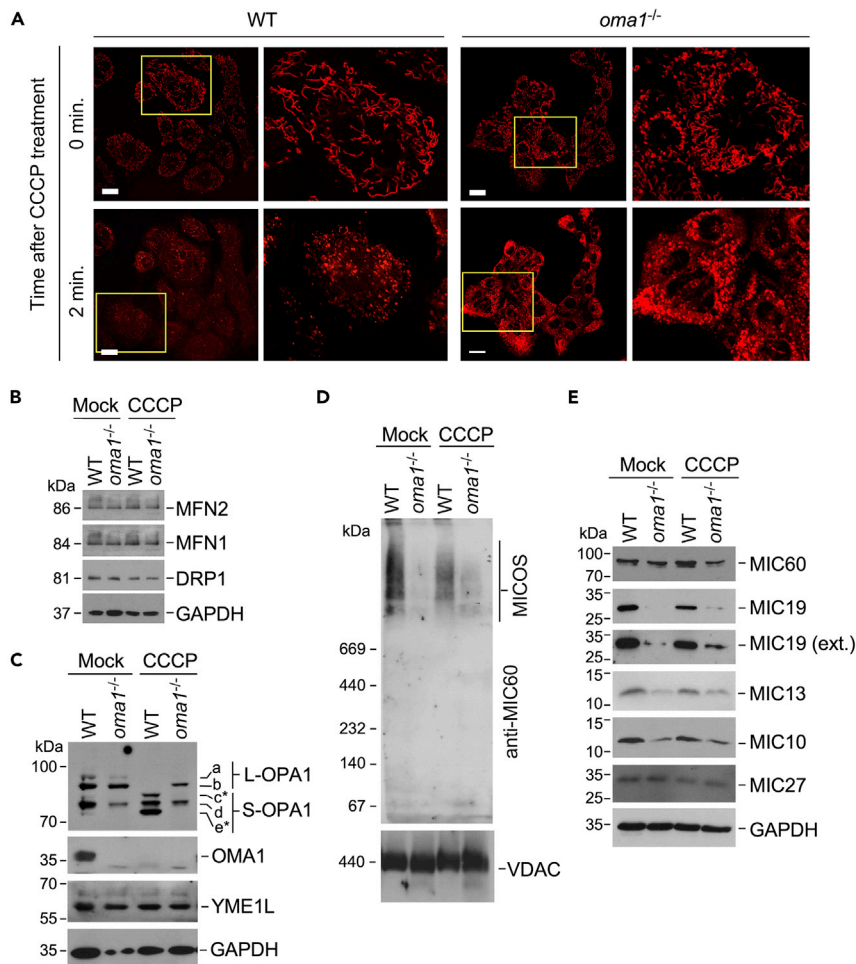 A
WT
oma1-/-
Time after CCCP treatment
0 min.
2 min.
B
Mock CCCP
WT
oma1-/-
WT
oma1-/-
kDa
86 MFN2
84 MFN1
81 DRP1
37 GAPDH
C
Mock CCCP
WT
oma1-/-
WT
oma1-/-
kDa
100
70
a
b
c*
d
e*
L-OPA1
S-OPA1
35 OMA1
70
55
YME1L
35 GAPDH
D
Mock CCCP
WT
oma1-/-
WT
oma1-/-
kDa
MICOS
669
440
232
140
67
anti-MIC60
440 VDAC
E
Mock CCCP
WT
oma1-/-
WT
oma1-/-
kDa
100
70
MIC60
35
25
MIC19
35
25
MIC19 (ext.)
15
10
MIC13
15
10
MIC10
35
25
MIC27
35 GAPDH